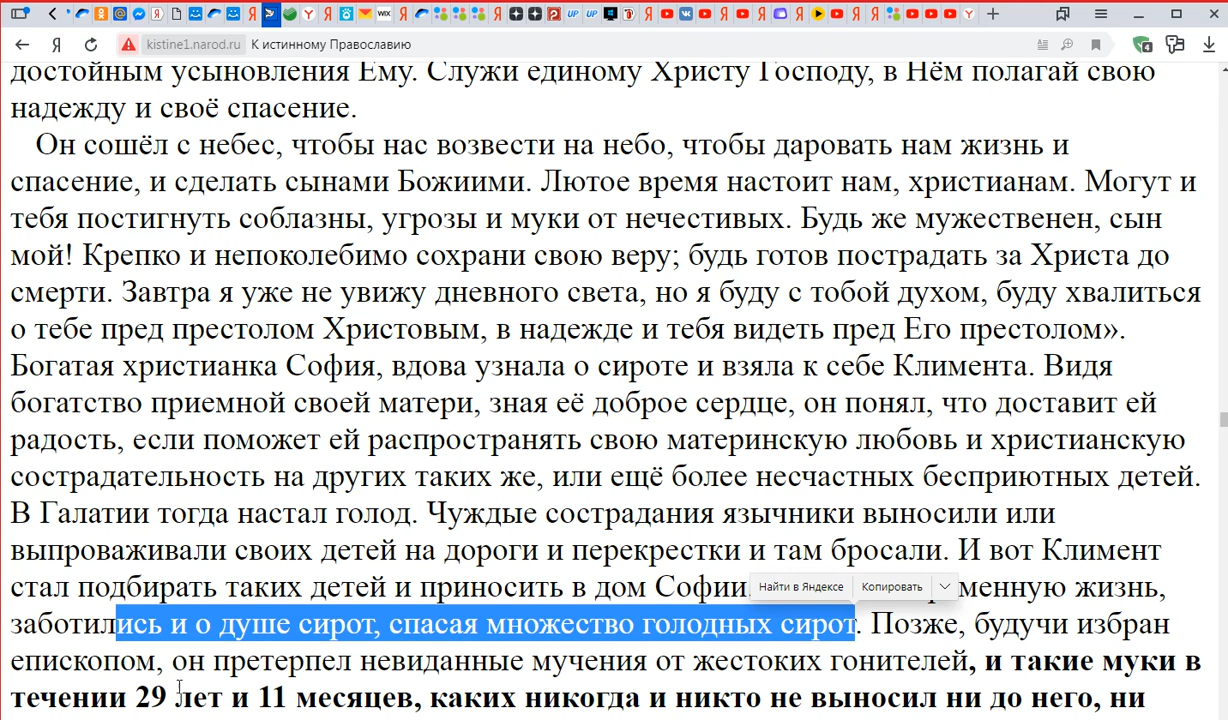 kistine1.narod.ru К истинному Православию
достойным усыновления Ему. Служи единому Христу Господу, в Нём полагай свою
надежду и своё спасение.
Он сошёл с небес, чтобы нас возвести на небо, чтобы даровать нам жизнь и
спасение, и сделать сынами Божиими. Лютое время настоит нам, христианам. Могут и
тебя постигнуть соблазны, угрозы и муки от нечестивых. Будь же мужественен, сын
мой! Крепко и непоколебимо сохрани свою веру; будь готов пострадать за Христа до
смерти. Завтра я уже не увижу дневного света, но я буду с тобой духом, буду хвалиться
о тебе пред престолом Христовым, в надежде и тебя видеть пред Его престолом».
Богатая христианка София, вдова узнала о сироте и взяла к себе Климента. Видя
богатство приемной своей матери, зная её доброе сердце, он понял, что доставит ей
радость, если поможет ей распространять свою материнскую любовь и христианскую
сострадательность на других таких же, или ещё более несчастных бесприютных детей.
В Галатии тогда настал голод. Чуждые сострадания язычники выносили или
выпроваживали своих детей на дороги и перекрестки и там бросали. И вот Климент
стал подбирать таких детей и приносить в дом Софии. менную жизнь,
Найти в Яндексе Копировать
заботились и о душе сирот, спасая множество голодных сирот. Позже, будучи избран
епископом, он претерпел невиданные мучения от жестоких гонителей, и такие муки в
течении 29 лет и 11 месяцев, каких никогда и никто не выносил ни до него, ни